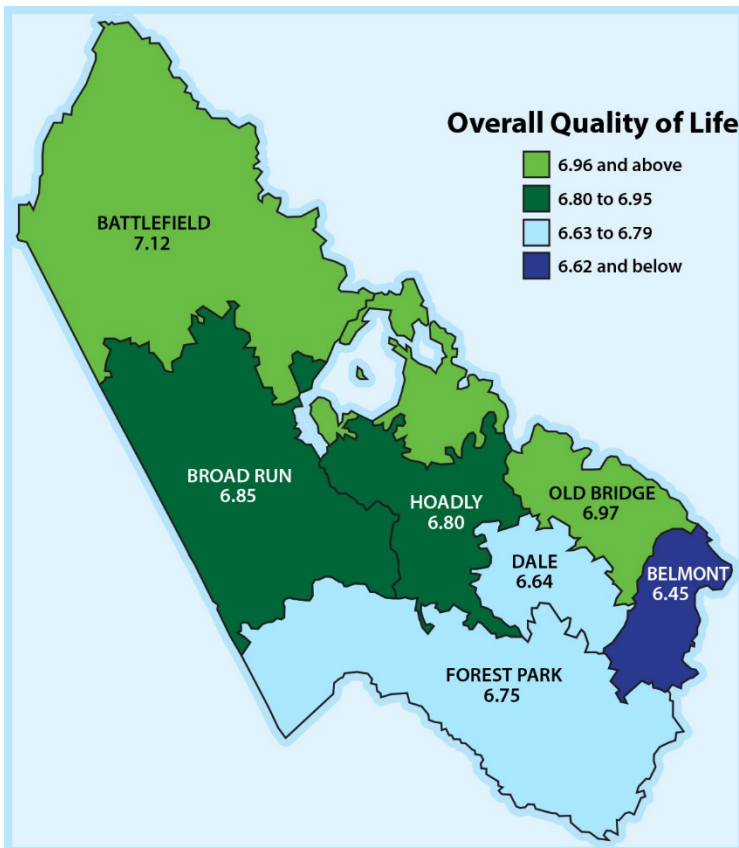 Overall Quality of Life
6.96 and above
6.80 to 6.95
6.63 to 6.79
6.62 and below
BATTLEFIELD
7.12
BROAD RUN
6.85
HOADLY
6.80
OLD BRIDGE
6.97
DALE
6.64
BELMONT
6.45
FOREST PARK
6.75